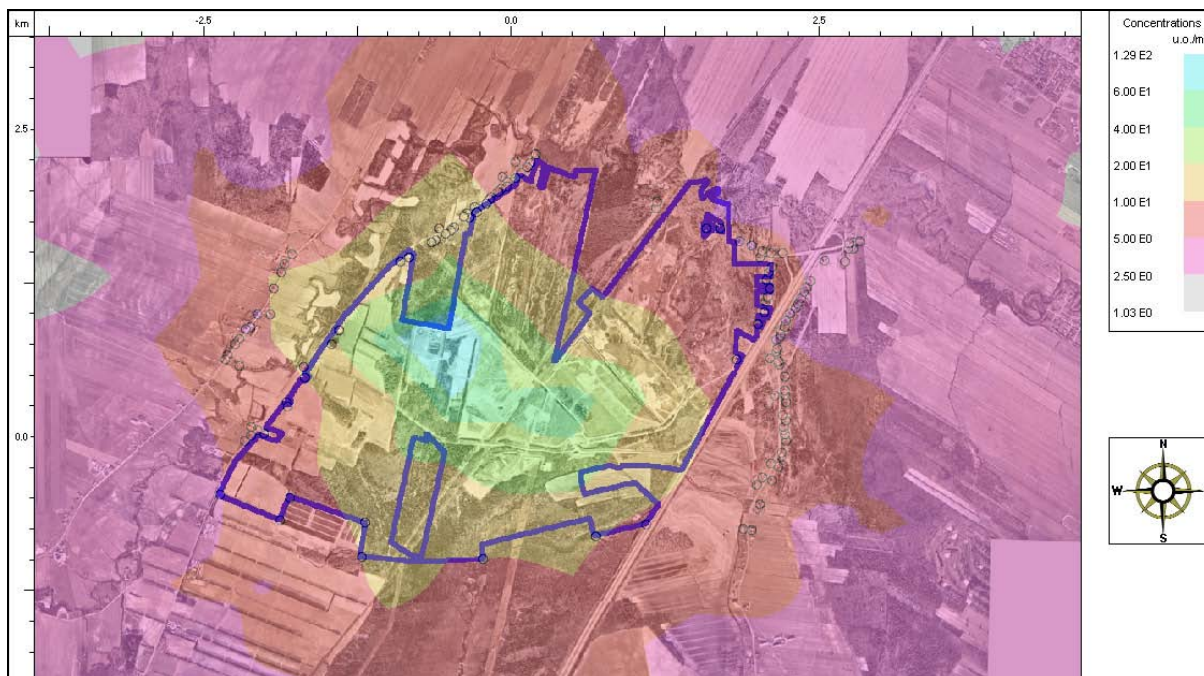 km
-2.5
0.0
2.5
2.5
0.0
Concentrations
u.o./m
1.29 E2
6.00 E1
4.00 E1
2.00 E1
1.00 E1
5.00 E0
2.50 E0
1.03 E0
N
W
E
S